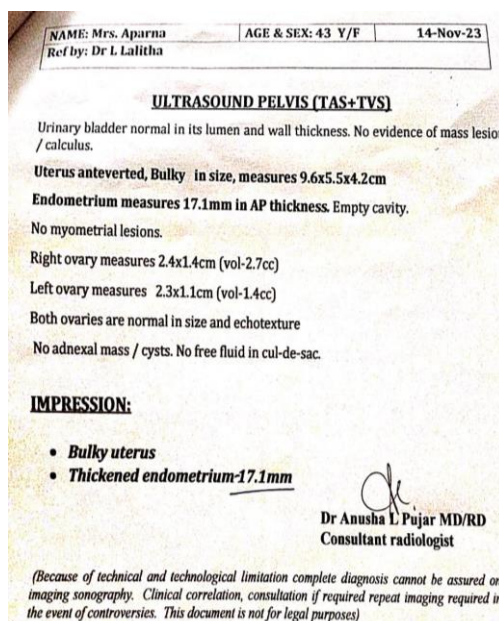 NAME: Mrs. Aparna AGE & SEX: 43 Y/F 14-Nov-23
Ref by: Dr L Lalitha
ULTRASOUND PELVIS (TAS+TVS)
Urinary bladder normal in its lumen and wall thickness. No evidence of mass lesio
/ calculus.
Uterus anteverted, Bulky in size, measures 9.6x5.5x4.2cm
Endometrium measures 17.1mm in AP thickness. Empty cavity.
No myometrial lesions.
Right ovary measures 2.4x1.4cm (vol-2.7cc)
Left ovary measures 2.3x1.1cm (vol-1.4cc)
Both ovaries are normal in size and echotexture
No adnexal mass / cysts. No free fluid in cul-de-sac.
IMPRESSION:
• Bulky uterus
• Thickened endometrium-17.1mm
Dr Anusha L Pujar MD/RD
Consultant radiologist
(Because of technical and technological limitation complete diagnosis cannot be assured on
imaging sonography. Clinical correlation, consultation if required repeat imaging required in
the event of controversies. This document is not for legal purposes)